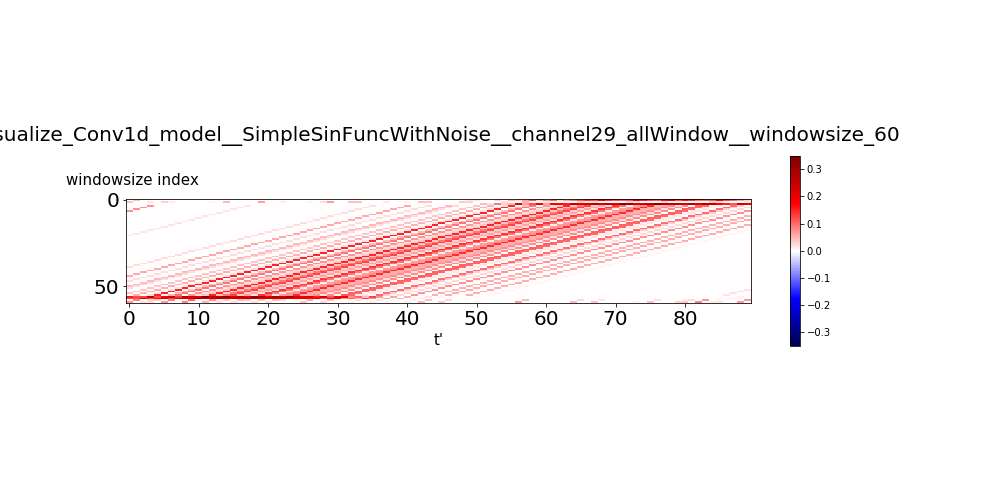 sualize_Conv1d_model__SimpleSinFuncWithNoise__channel29_allWindow__windowsize_60
windowsize index
0
50
0 10 20 30 40 50 60 70 80
t'
0.3
0.2
0.1
0.0
−0.1
−0.2
−0.3